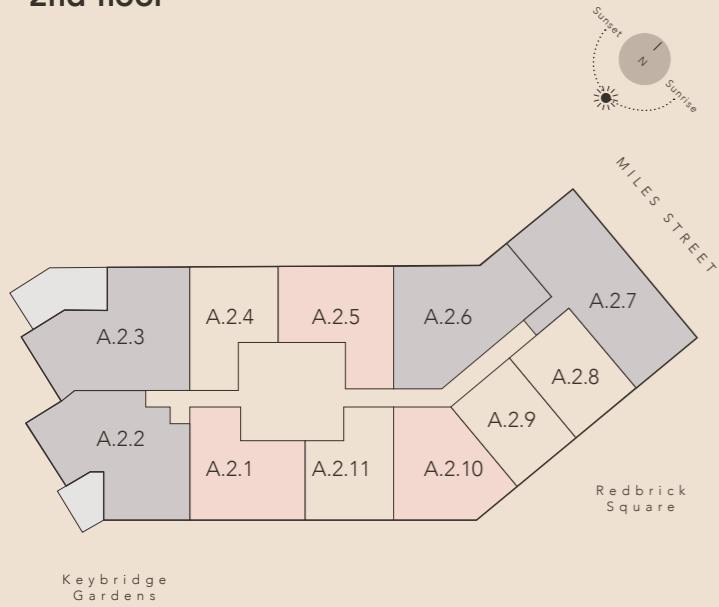 2nd floor
Sunset
N
Sunrise
MILES STREET
A.2.3
A.2.4
A.2.5
A.2.6
A.2.7
A.2.8
A.2.2
A.2.1
A.2.11
A.2.10
A.2.9
Redbrick
Square
Keybridge
Gardens